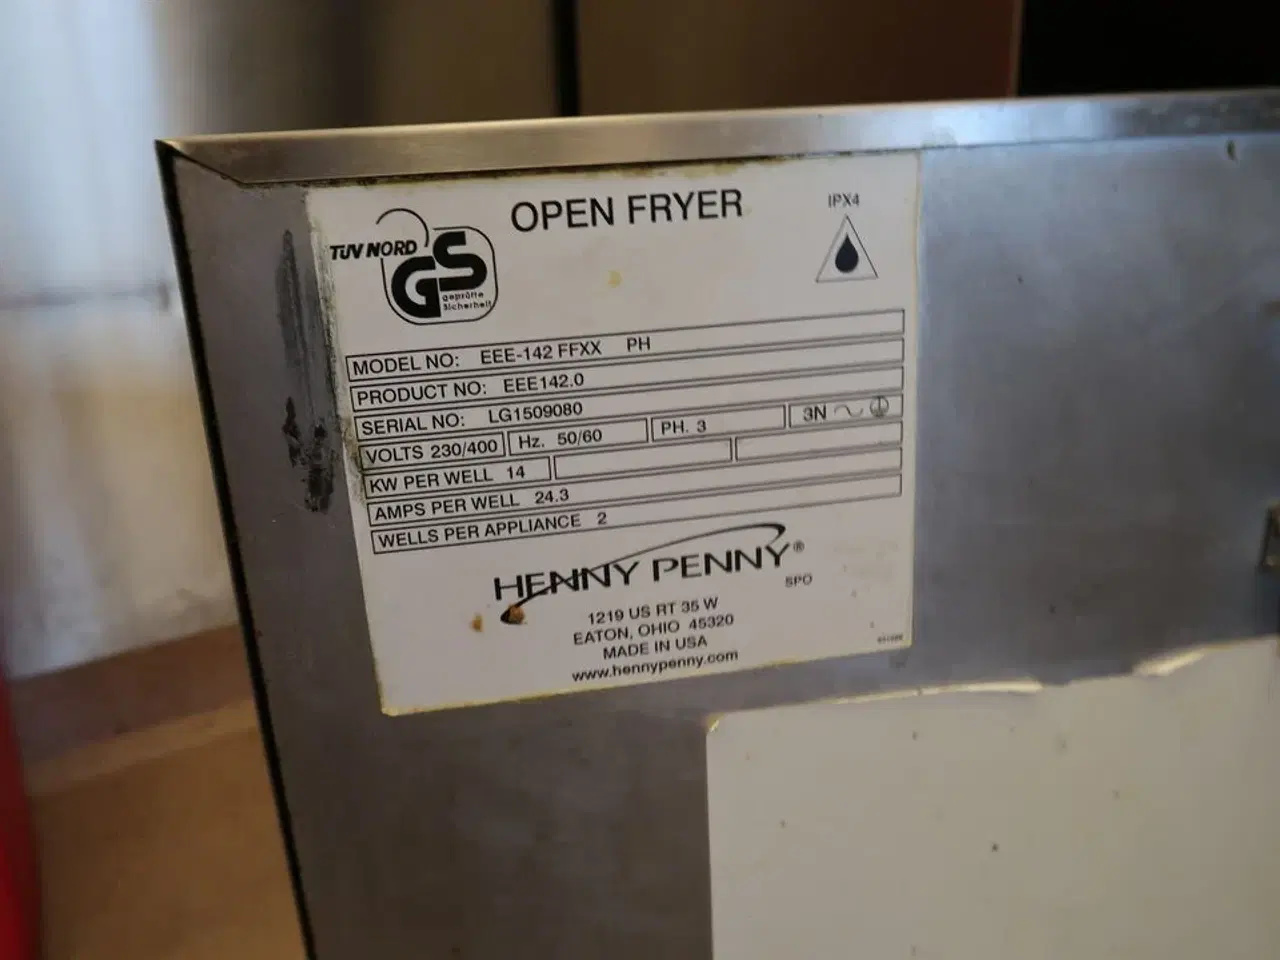 OPEN FRYER
IPX4
TÜV NORD
GS
geprüfte
Sicherheit
MODEL NO: EEE-142 FFXX PH
PRODUCT NO: EEE142.0
SERIAL NO: LG1509080
VOLTS 230/400 Hz. 50/60 PH. 3 3N
KW PER WELL 14
AMPS PER WELL 24.3
WELLS PER APPLIANCE 2
HENNY PENNY®
SPO
1219 US RT 35 W
EATON, OHIO 45320
MADE IN USA
www.hennypenny.com